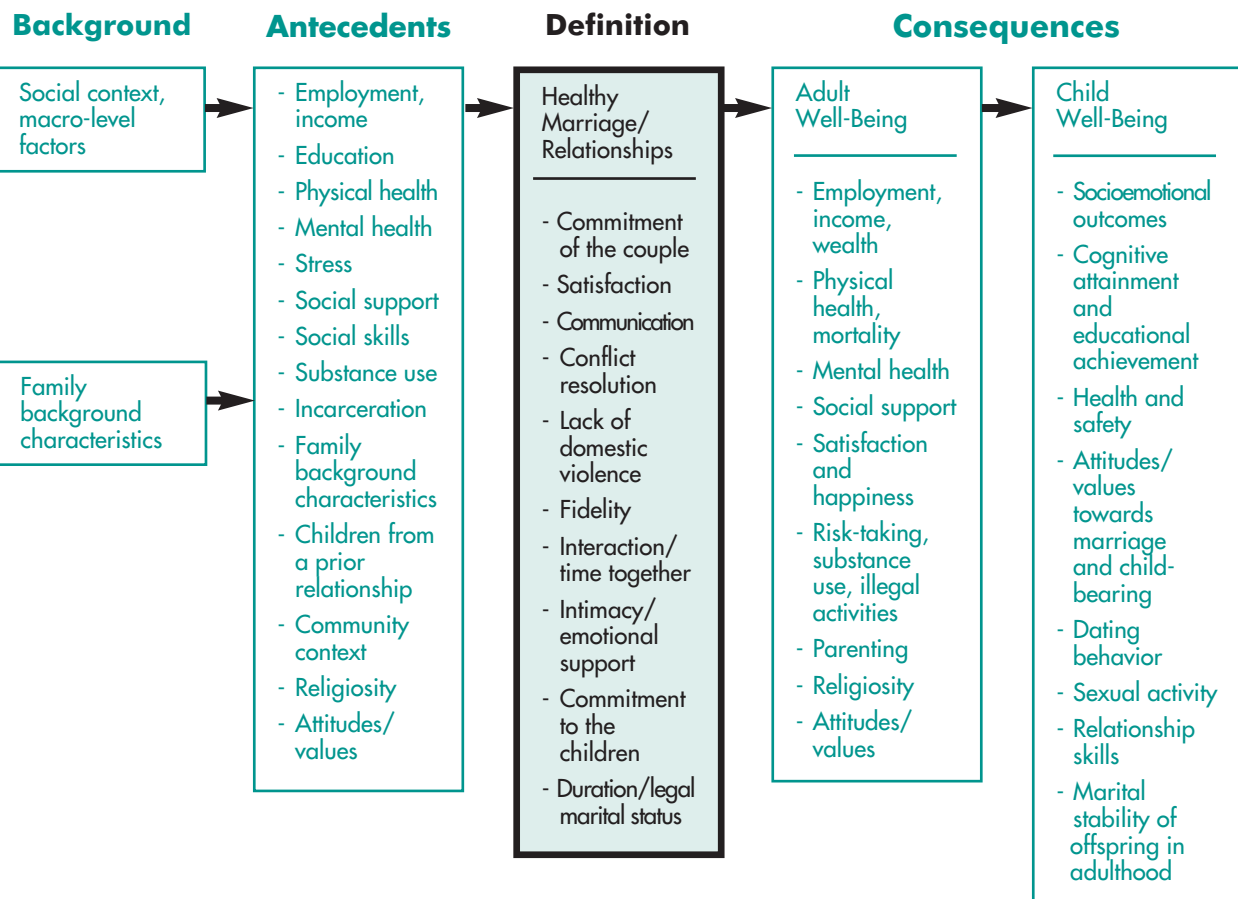 Background
Antecedents
Definition
Consequences
Social context,
macro-level
factors
Family
background
characteristics
- Employment,
income
- Education
- Physical health
- Mental health
- Stress
- Social support
- Social skills
- Substance use
- Incarceration
- Family
background
characteristics
- Children from
a prior
relationship
- Community
context
- Religiosity
- Attitudes/
values
Healthy
Marriage/
Relationships
- Commitment
of the couple
- Satisfaction
- Communication
- Conflict
resolution
- Lack of
domestic
violence
- Fidelity
- Interaction/
time together
- Intimacy/
emotional
support
- Commitment
to the
children
- Duration/legal
marital status
Adult
Well-Being
- Employment,
income,
wealth
- Physical
health,
mortality
- Mental health
- Social support
- Satisfaction
and
happiness
- Risk-taking,
substance
use, illegal
activities
- Parenting
- Religiosity
- Attitudes/
values
Child
Well-Being
- Socioemotional
outcomes
- Cognitive
attainment
and
educational
achievement
- Health and
safety
- Attitudes/
values
towards
marriage
and child-
bearing
- Dating
behavior
- Sexual activity
- Relationship
skills
- Marital
stability of
offspring in
adulthood